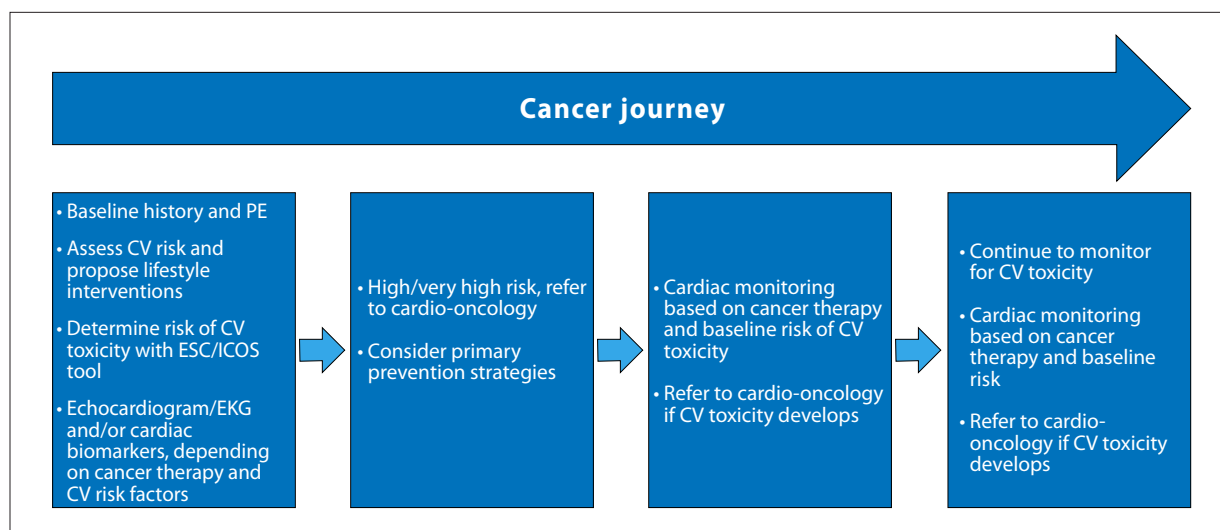 Cancer journey
• Baseline history and PE
• Assess CV risk and
propose lifestyle
interventions
• Determine risk of CV
toxicity with ESC/ICOS
tool
• Echocardiogram/EKG
and/or cardiac
biomarkers, depending
on cancer therapy and
CV risk factors
• High/very high risk, refer
to cardio-oncology
• Consider primary
prevention strategies
• Cardiac monitoring
based on cancer therapy
and baseline risk of CV
toxicity
• Refer to cardio-oncology
if CV toxicity develops
• Continue to monitor
for CV toxicity
• Cardiac monitoring
based on cancer
therapy and baseline
risk
• Refer to cardio-
oncology if CV toxicity
develops